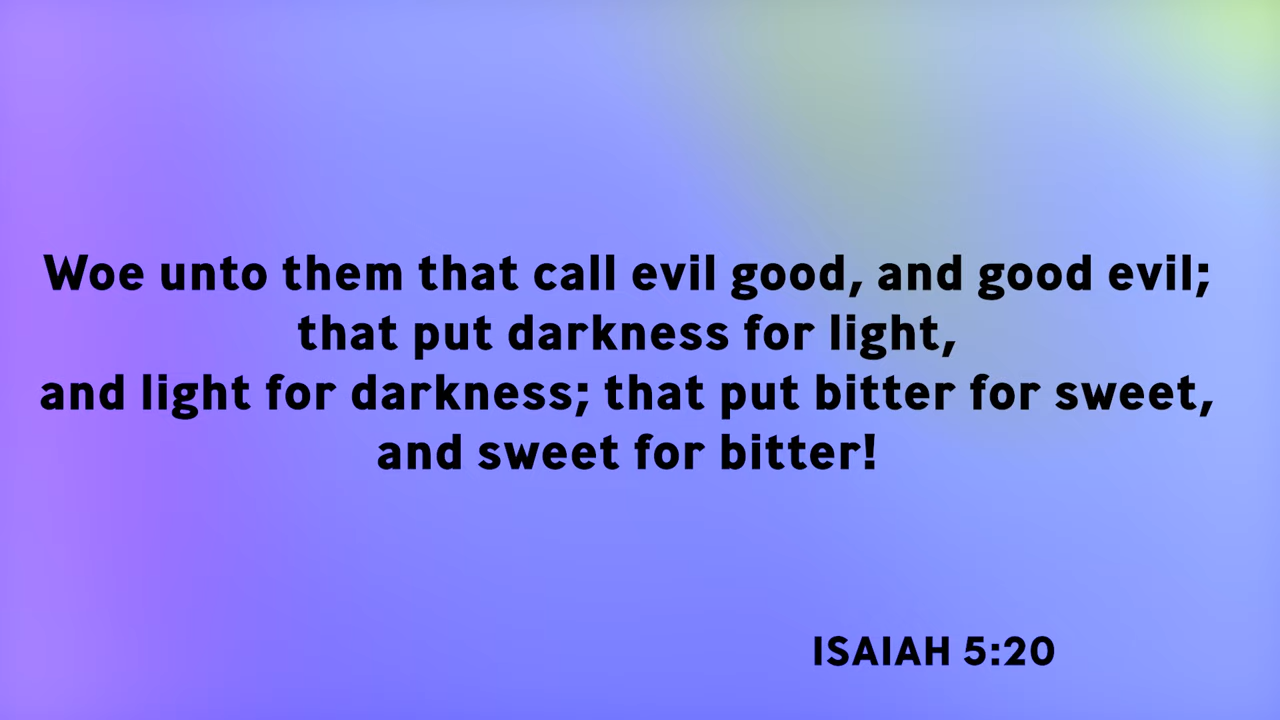 Woe unto them that call evil good, and good evil;
that put darkness for light,
and light for darkness; that put bitter for sweet,
and sweet for bitter!
ISAIAH 5:20